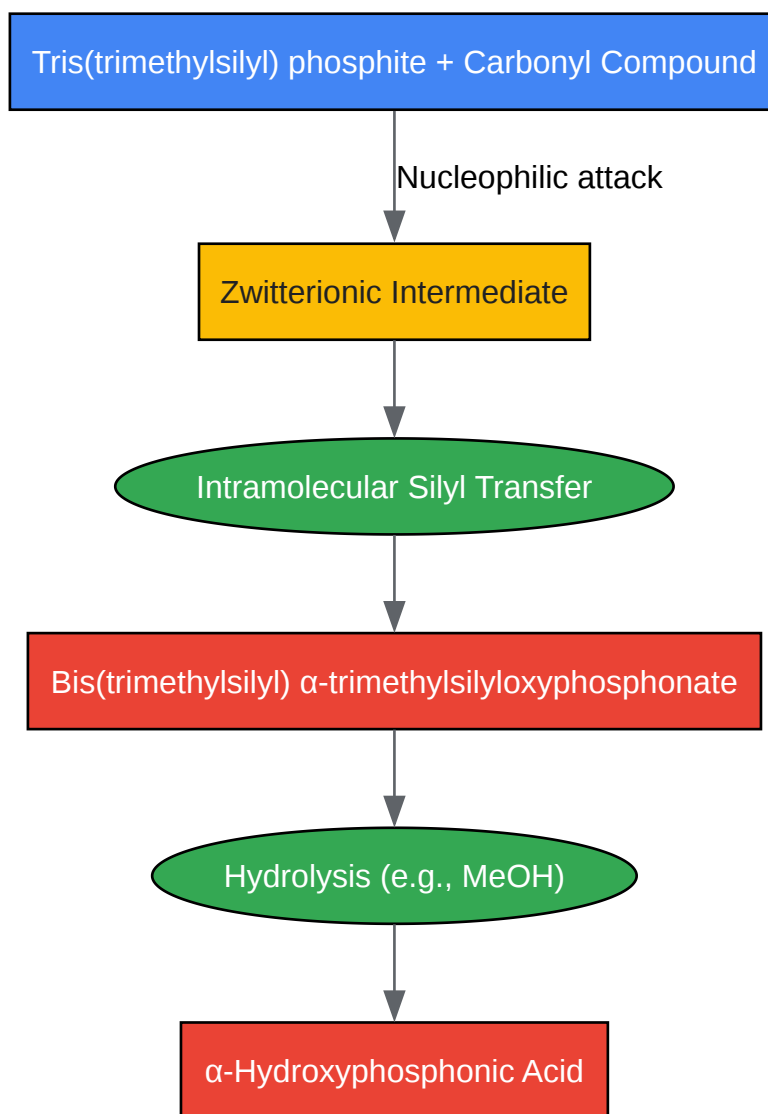 Tris(trimethylsilyl) phosphite + Carbonyl Compound
Nucleophilic attack
Zwitterionic Intermediate
Intramolecular Silyl Transfer
Bis(trimethylsilyl) α-trimethylsilyloxyphosphonate
Hydrolysis (e.g., MeOH)
α-Hydroxyphosphonic Acid